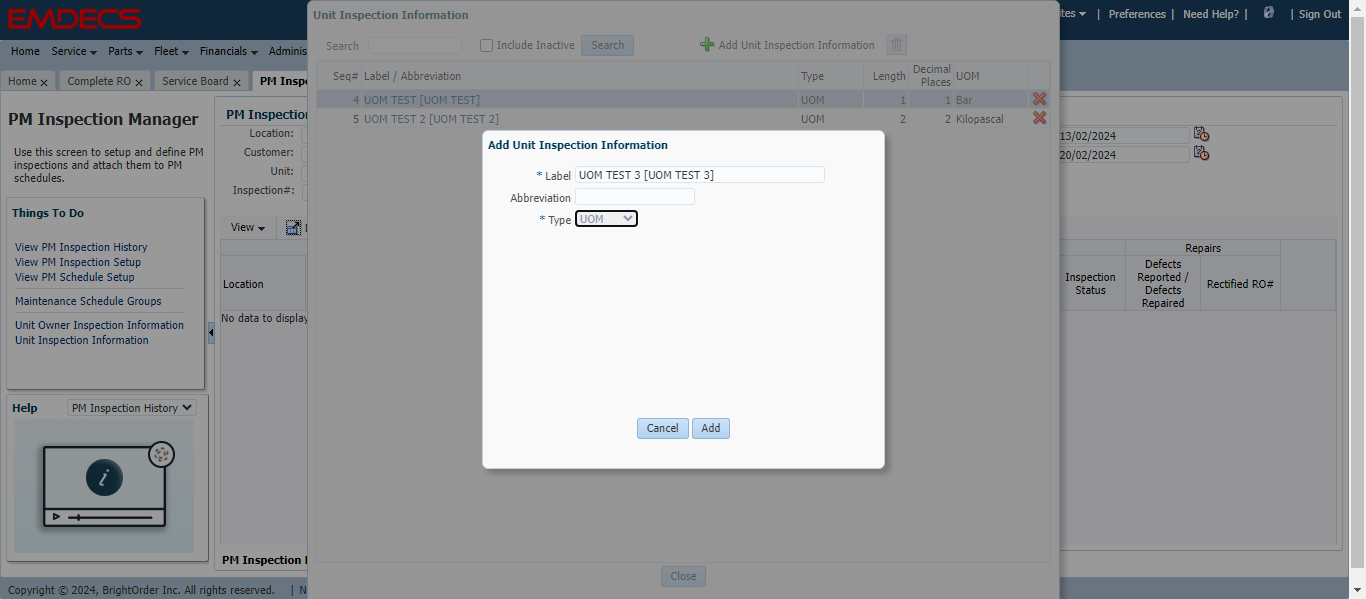 EMDECS
ites | Preferences | Need Help? | | Sign Out
Home Service Parts Fleet Financials Adminis
Home Complete RO Service Board PM Inspe
PM Inspection Manager
Use this screen to setup and define PM
inspections and attach them to PM
schedules.
Things To Do
View PM Inspection History
View PM Inspection Setup
View PM Schedule Setup
Maintenance Schedule Groups
Unit Owner Inspection Information
Unit Inspection Information
Help PM Inspection History
PM Inspection
Location:
Customer:
Unit:
Inspection#:
13/02/2024
20/02/2024
View
Location
Inspection
Status
Repairs
Defects
Reported /
Defects
Repaired
Rectified RO#
No data to display
PM Inspection
Unit Inspection Information
Search Include Inactive Search Add Unit Inspection Information
Seq# Label / Abbreviation Type Length Decimal Places UOM
4 UOM TEST [UOM TEST] UOM 1 1 Bar
5 UOM TEST 2 [UOM TEST 2] UOM 2 2 Kilopascal
Add Unit Inspection Information
* Label UOM TEST 3 [UOM TEST 3]
Abbreviation
* Type UOM
Cancel Add
Close
Copyright © 2024, BrightOrder Inc. All rights reserved. | N